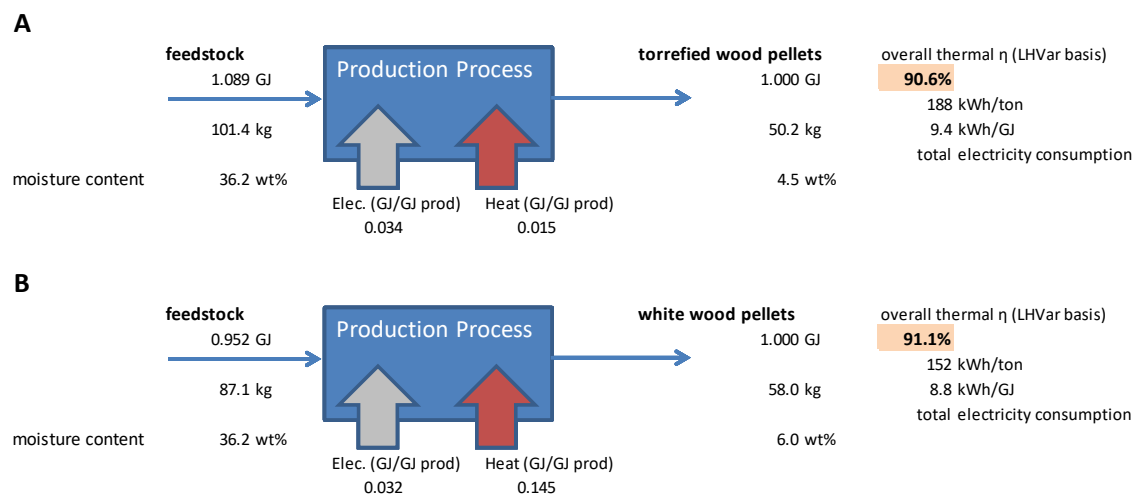 A
feedstock
torrefied wood pellets
overall thermal η (LHVar basis)
Production Process
1.089 GJ
1.000 GJ
90.6%
188 kWh/ton
101.4 kg
50.2 kg
9.4 kWh/GJ
total electricity consumption
moisture content
36.2 wt%
4.5 wt%
Elec. (GJ/GJ prod)
Heat (GJ/GJ prod)
0.034
0.015
B
feedstock
white wood pellets
overall thermal η (LHVar basis)
Production Process
0.952 GJ
1.000 GJ
91.1%
152 kWh/ton
87.1 kg
58.0 kg
8.8 kWh/GJ
total electricity consumption
moisture content
36.2 wt%
6.0 wt%
Elec. (GJ/GJ prod)
Heat (GJ/GJ prod)
0.032
0.145